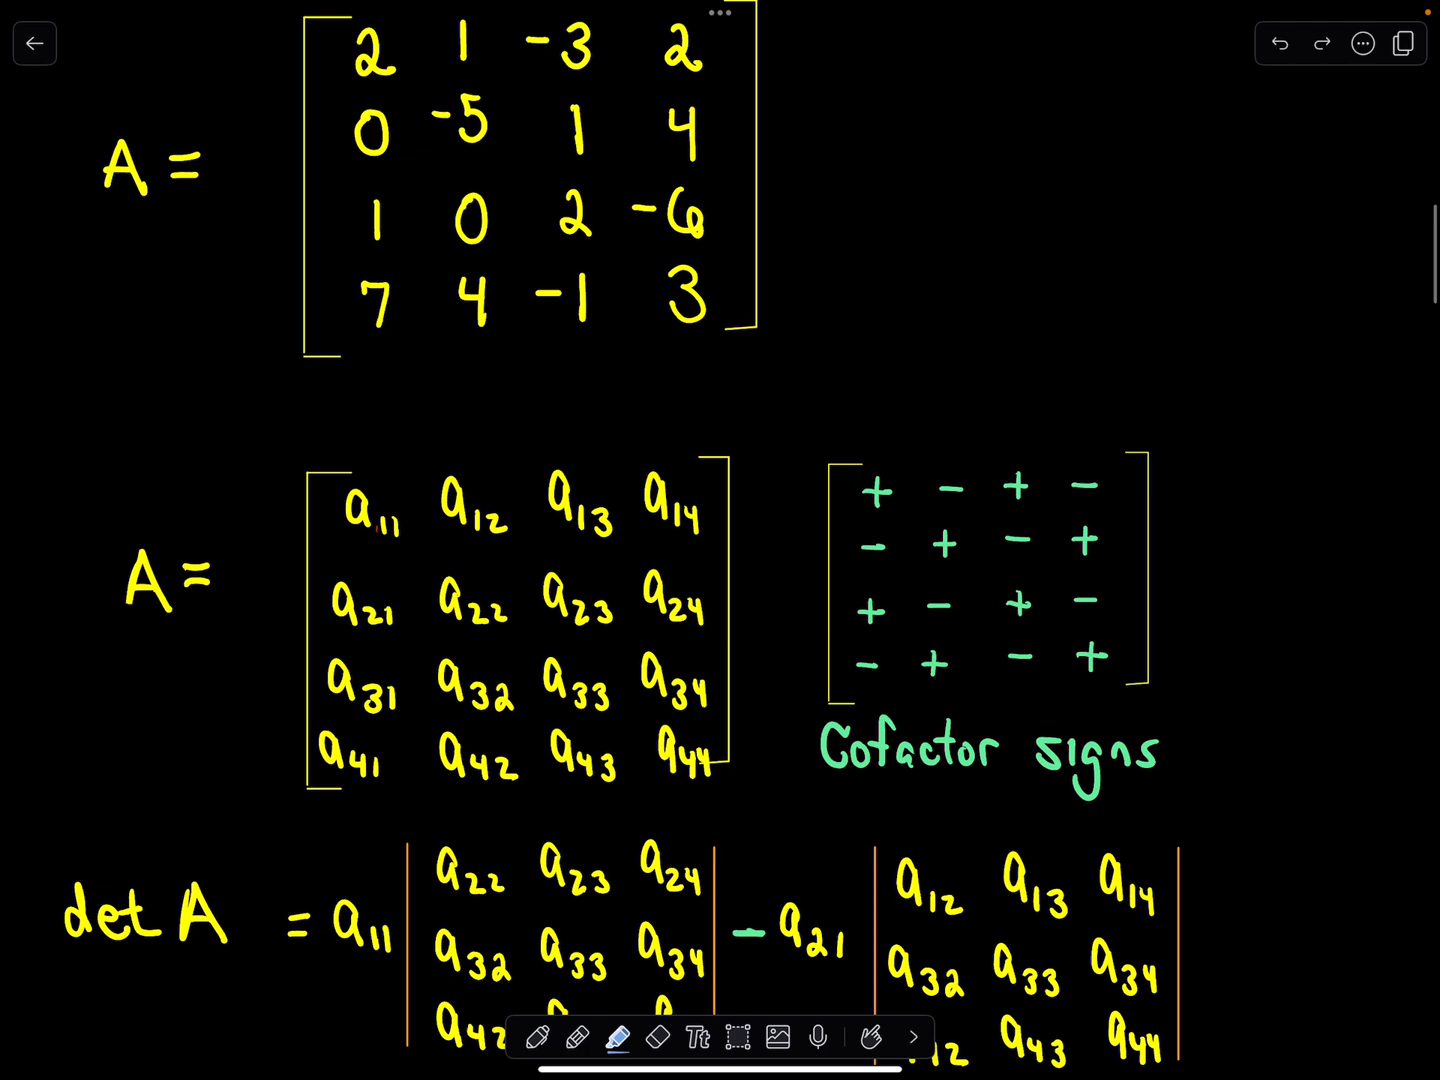 A = [ 2 1 -3 2
0 -5 1 4
1 0 2 -6
7 4 -1 3 ]
A = [ a11 a12 a13 a14
a21 a22 a23 a24
a31 a32 a33 a34
a41 a42 a43 a44 ]
[ + - + -
- + - +
+ - + -
- + - + ]
Cofactor signs
det A = a11 | a22 a23 a24
a32 a33 a34
a42 |
- a21 | a12 a13 a14
a32 a33 a34
a43 a44 |
Tt